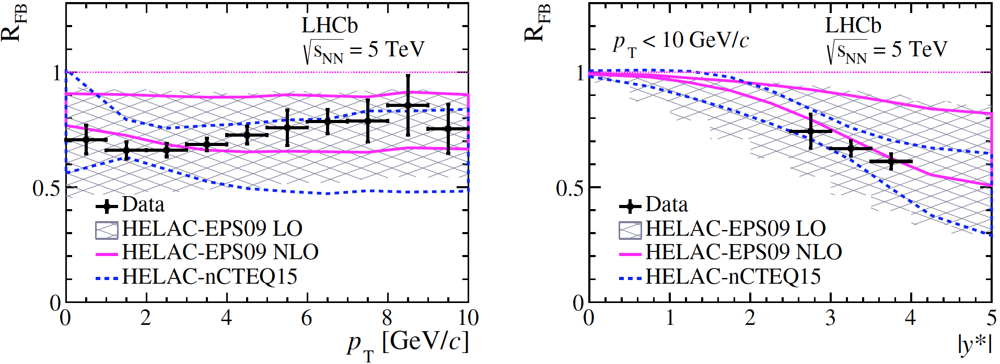 R_FB
LHCb
√s_NN = 5 TeV
1
0.5
0
Data
HELAC-EPS09 LO
HELAC-EPS09 NLO
HELAC-nCTEQ15
0 2 4 6 8 10
p_T [GeV/c]
R_FB
p_T < 10 GeV/c
LHCb
√s_NN = 5 TeV
1
0.5
0
Data
HELAC-EPS09 LO
HELAC-EPS09 NLO
HELAC-nCTEQ15
0 1 2 3 4 5
|y*|